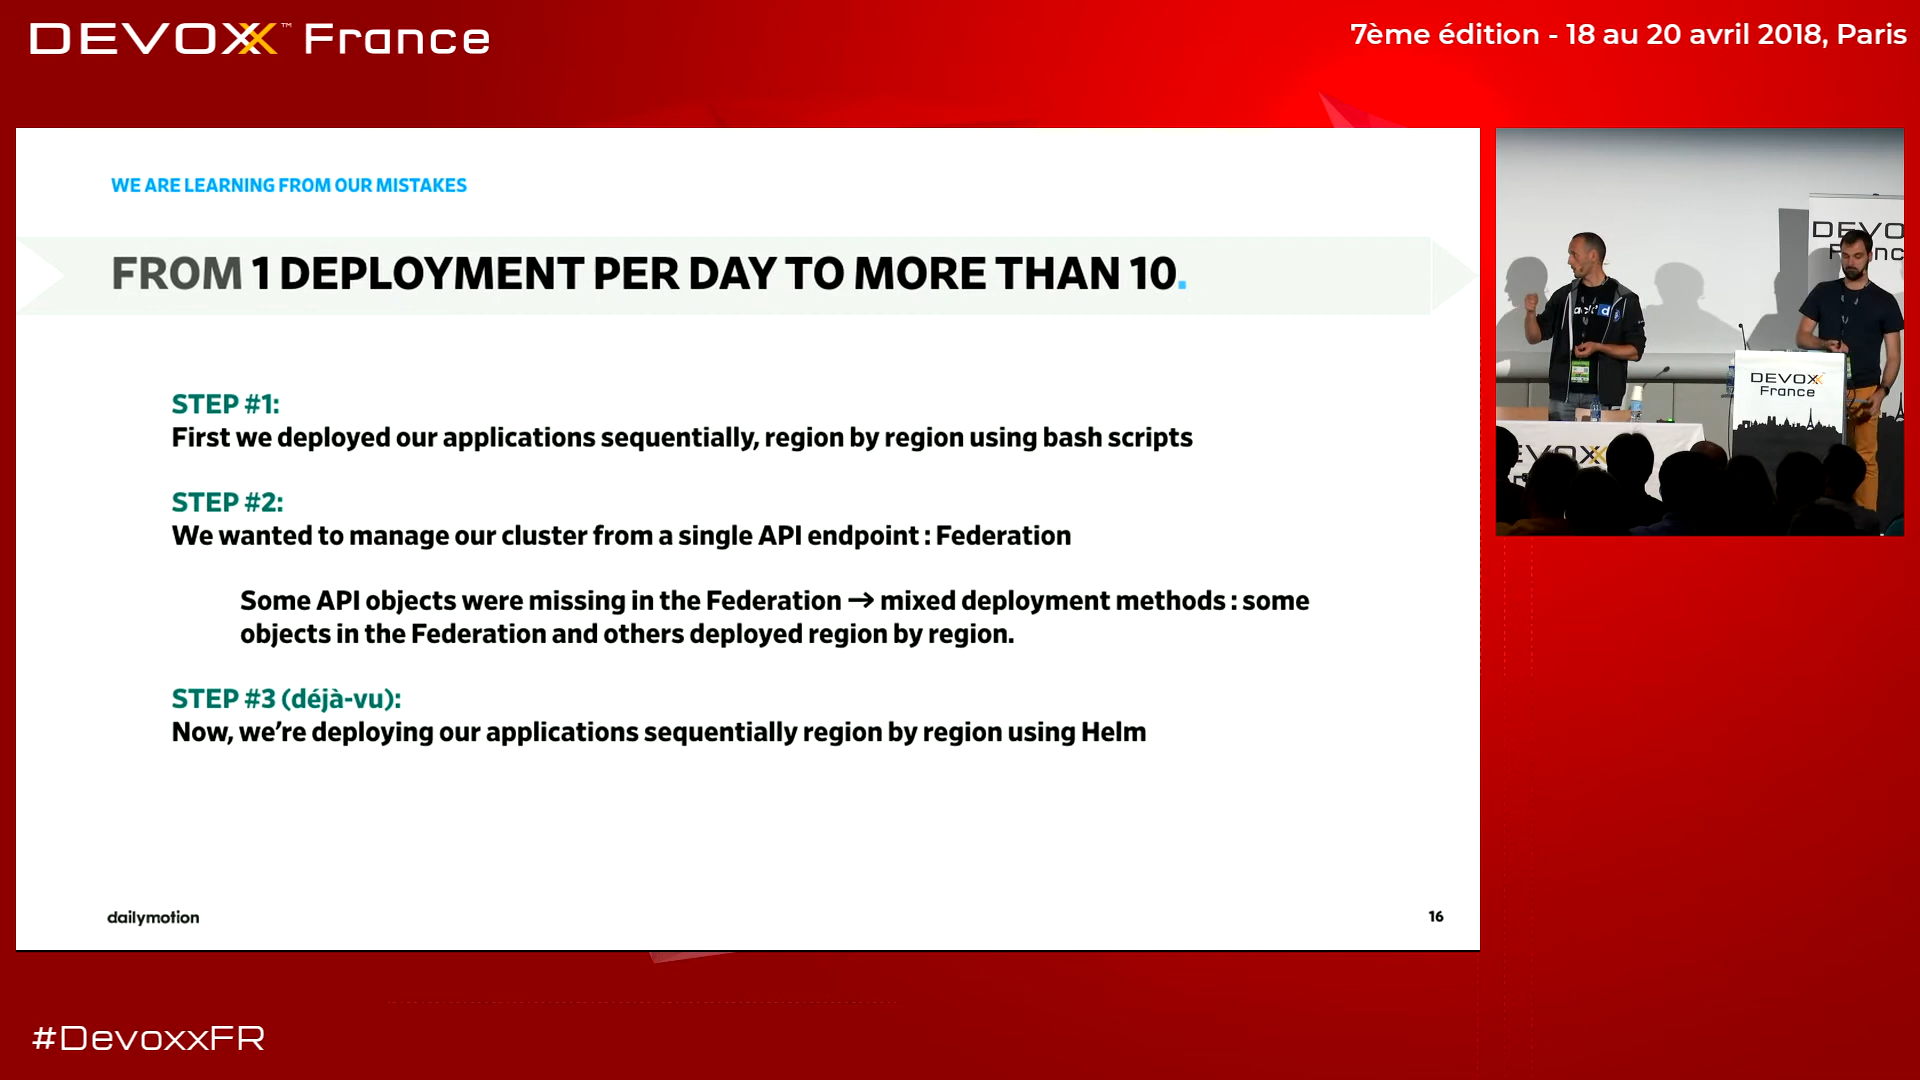 DEVOXX™ France
7ème édition - 18 au 20 avril 2018, Paris
WE ARE LEARNING FROM OUR MISTAKES
FROM 1 DEPLOYMENT PER DAY TO MORE THAN 10.
STEP #1:
First we deployed our applications sequentially, region by region using bash scripts
STEP #2:
We wanted to manage our cluster from a single API endpoint : Federation
Some API objects were missing in the Federation → mixed deployment methods : some
objects in the Federation and others deployed region by region.
STEP #3 (déjà-vu):
Now, we’re deploying our applications sequentially region by region using Helm
dailymotion
16
DEVO
Franc
DEVOXX
France
EVOXX
#DevoxxFR